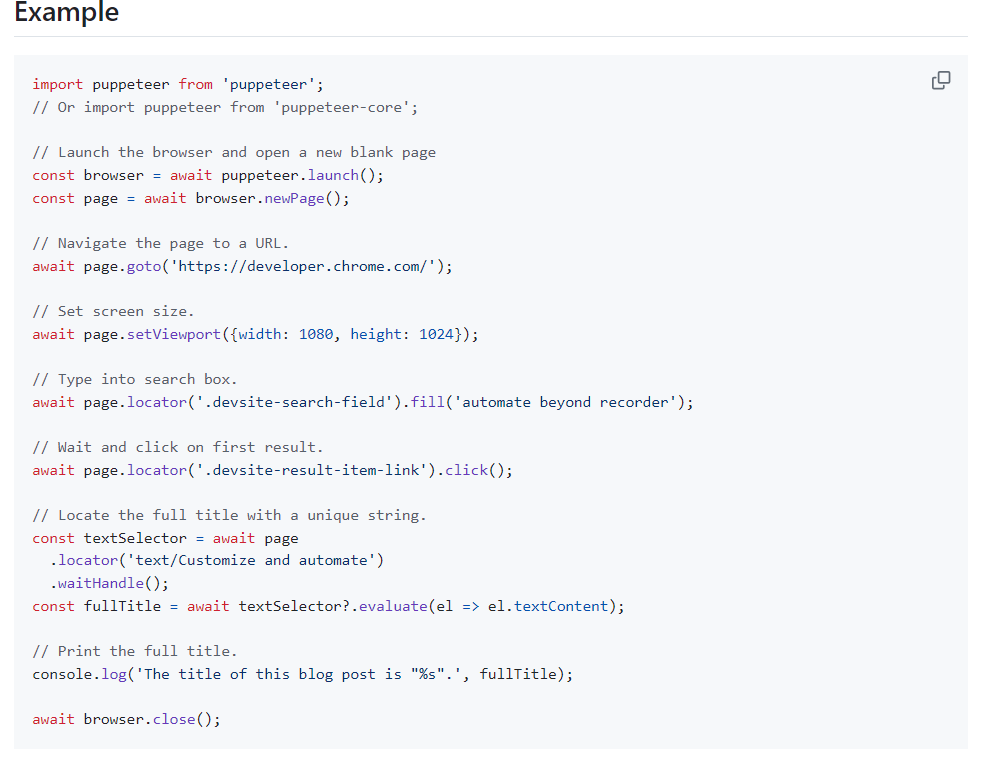 Example
import puppeteer from 'puppeteer';
// Or import puppeteer from 'puppeteer-core';
// Launch the browser and open a new blank page
const browser = await puppeteer.launch();
const page = await browser.newPage();
// Navigate the page to a URL.
await page.goto('https://developer.chrome.com/');
// Set screen size.
await page.setViewport({width: 1080, height: 1024});
// Type into search box.
await page.locator('.devsite-search-field').fill('automate beyond recorder');
// Wait and click on first result.
await page.locator('.devsite-result-item-link').click();
// Locate the full title with a unique string.
const textSelector = await page
  .locator('text/Customize and automate')
  .waitHandle();
const fullTitle = await textSelector?.evaluate(el => el.textContent);
// Print the full title.
console.log('The title of this blog post is "%s".', fullTitle);
await browser.close();